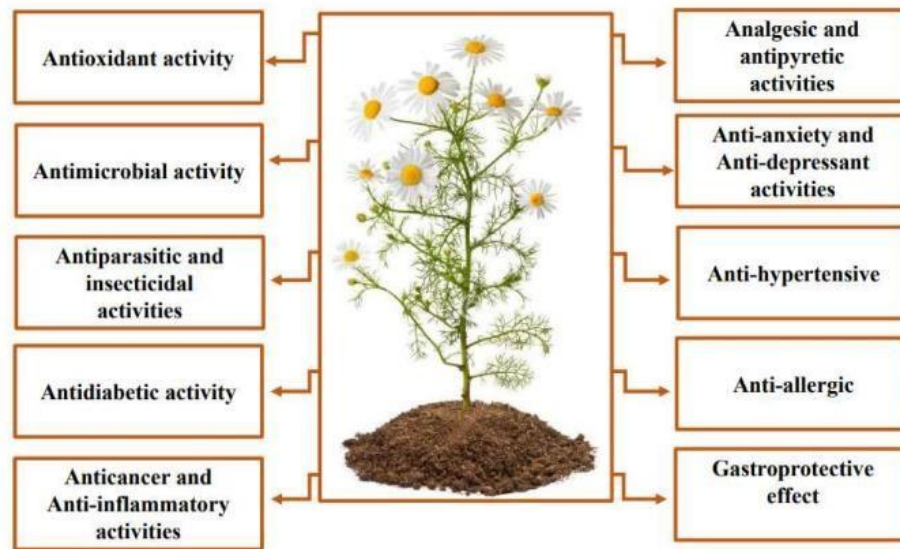 Antioxidant activity
Antimicrobial activity
Antiparasitic and
insecticidal
activities
Antidiabetic activity
Anticancer and
Anti-inflammatory
activities
Analgesic and
antipyretic
activities
Anti-anxiety and
Anti-depressant
activities
Anti-hypertensive
Anti-allergic
Gastroprotective
effect